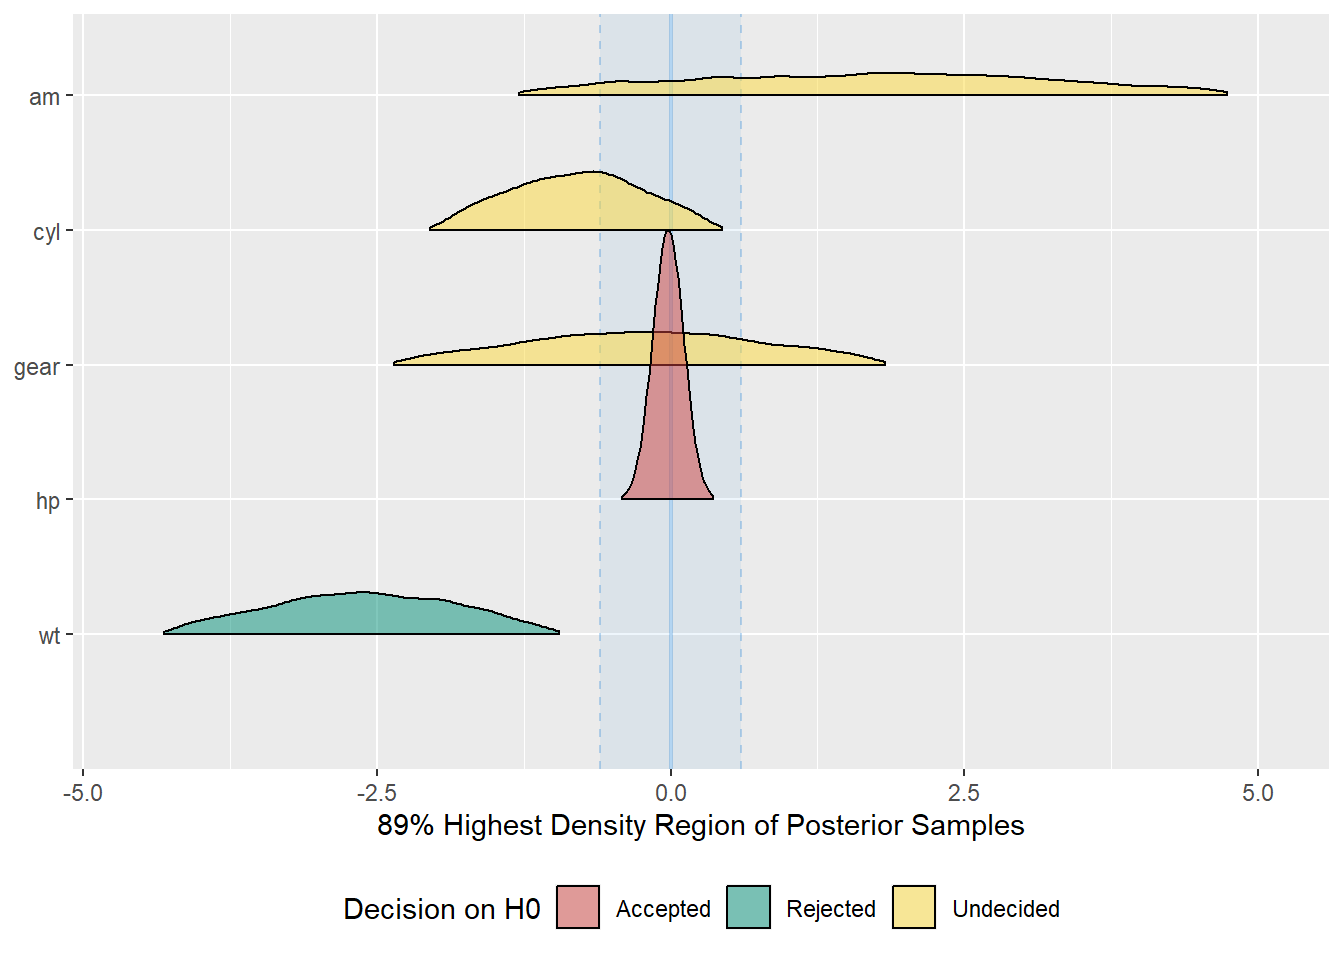 am
cyl
gear
hp
wt
-5.0 -2.5 0.0 2.5 5.0
89% Highest Density Region of Posterior Samples
Decision on H0 Accepted Rejected Undecided